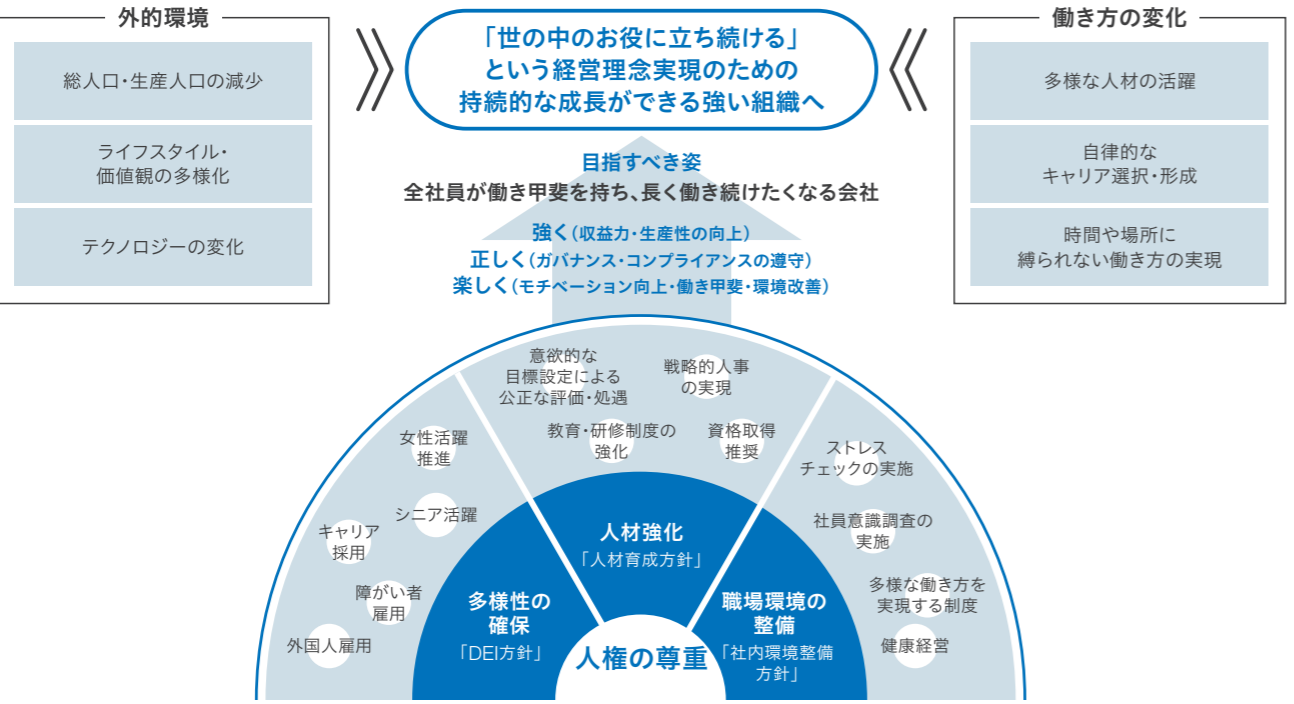 外的環境
総人口・生産人口の減少
ライフスタイル・
価値観の多様化
テクノロジーの変化
「世の中のお役に立ち続ける」
という経営理念実現のための
持続的な成長ができる強い組織へ
働き方の変化
多様な人材の活躍
自律的な
キャリア選択・形成
時間や場所に
縛られない働き方の実現
目指すべき姿
全社員が働き甲斐を持ち、長く働き続けたくなる会社
強く(収益力・生産性の向上)
正しく(ガバナンス・コンプライアンスの遵守)
楽しく(モチベーション向上・働き甲斐・環境改善)
女性活躍
推進
シニア活躍
キャリア
採用
障がい者
雇用
外国人雇用
意欲的な
目標設定による
公正な評価・処遇
戦略的人事
の実現
教育・研修制度の
強化
資格取得
推奨
ストレス
チェックの実施
社員意識調査の
実施
多様な働き方を
実現する制度
健康経営
多様性の
確保
「DEI方針」
人材強化
「人材育成方針」
職場環境の
整備
「社内環境整備
方針」
人権の尊重